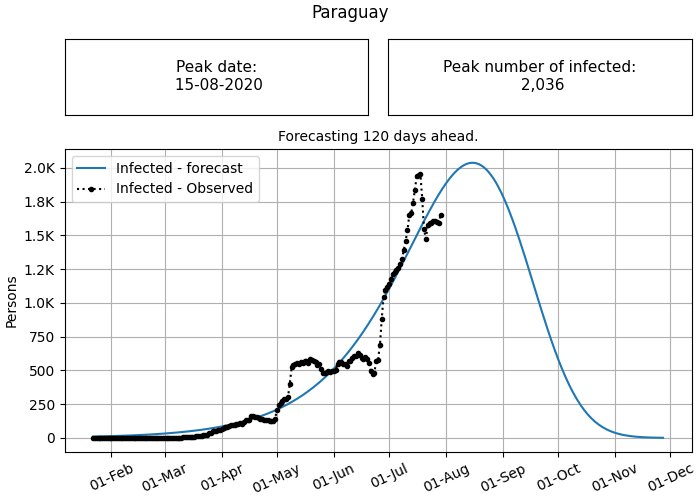 Paraguay
Peak date:
15-08-2020
Peak number of infected:
2,036
Forecasting 120 days ahead.
Infected - forecast
Infected - Observed
2.0K
1.8K
1.5K
1.2K
1.0K
750
500
250
0
Persons
01-Feb
01-Mar
01-Apr
01-May
01-Jun
01-Jul
01-Aug
01-Sep
01-Oct
01-Nov
01-Dec